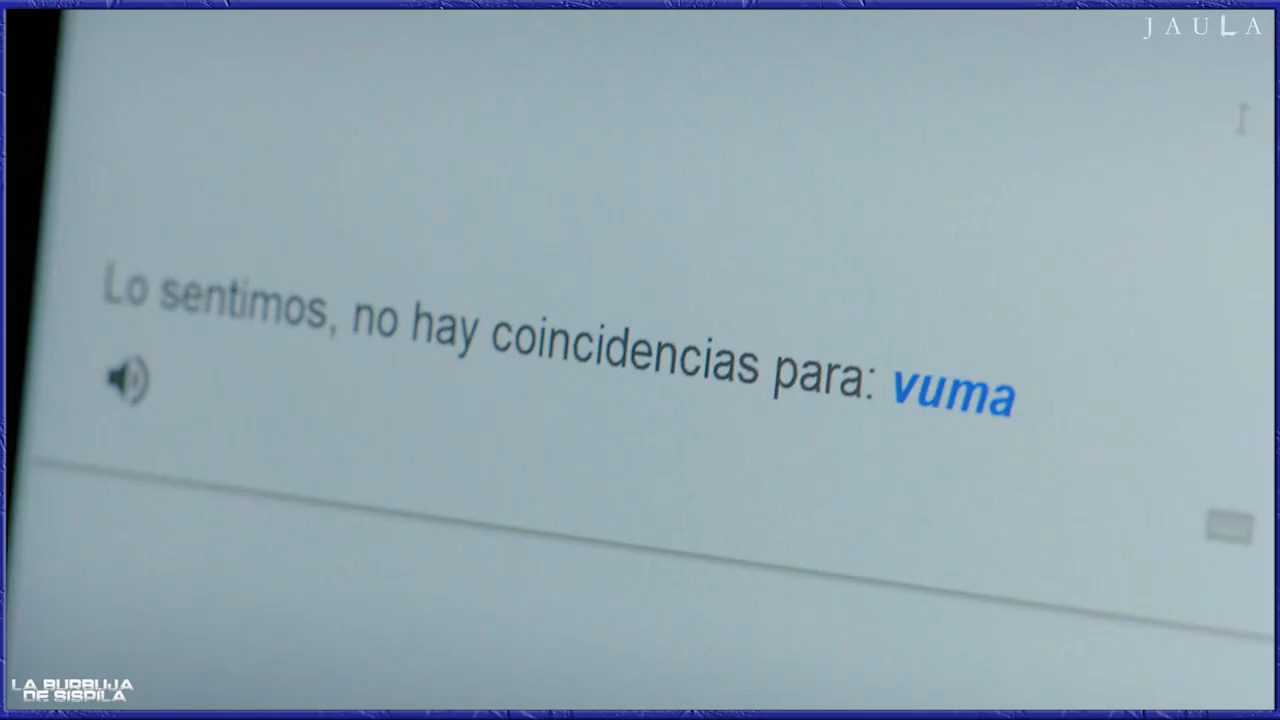 JAULA
Lo sentimos, no hay coincidencias para: vuma
LA BURBUJA
DE SISPILA